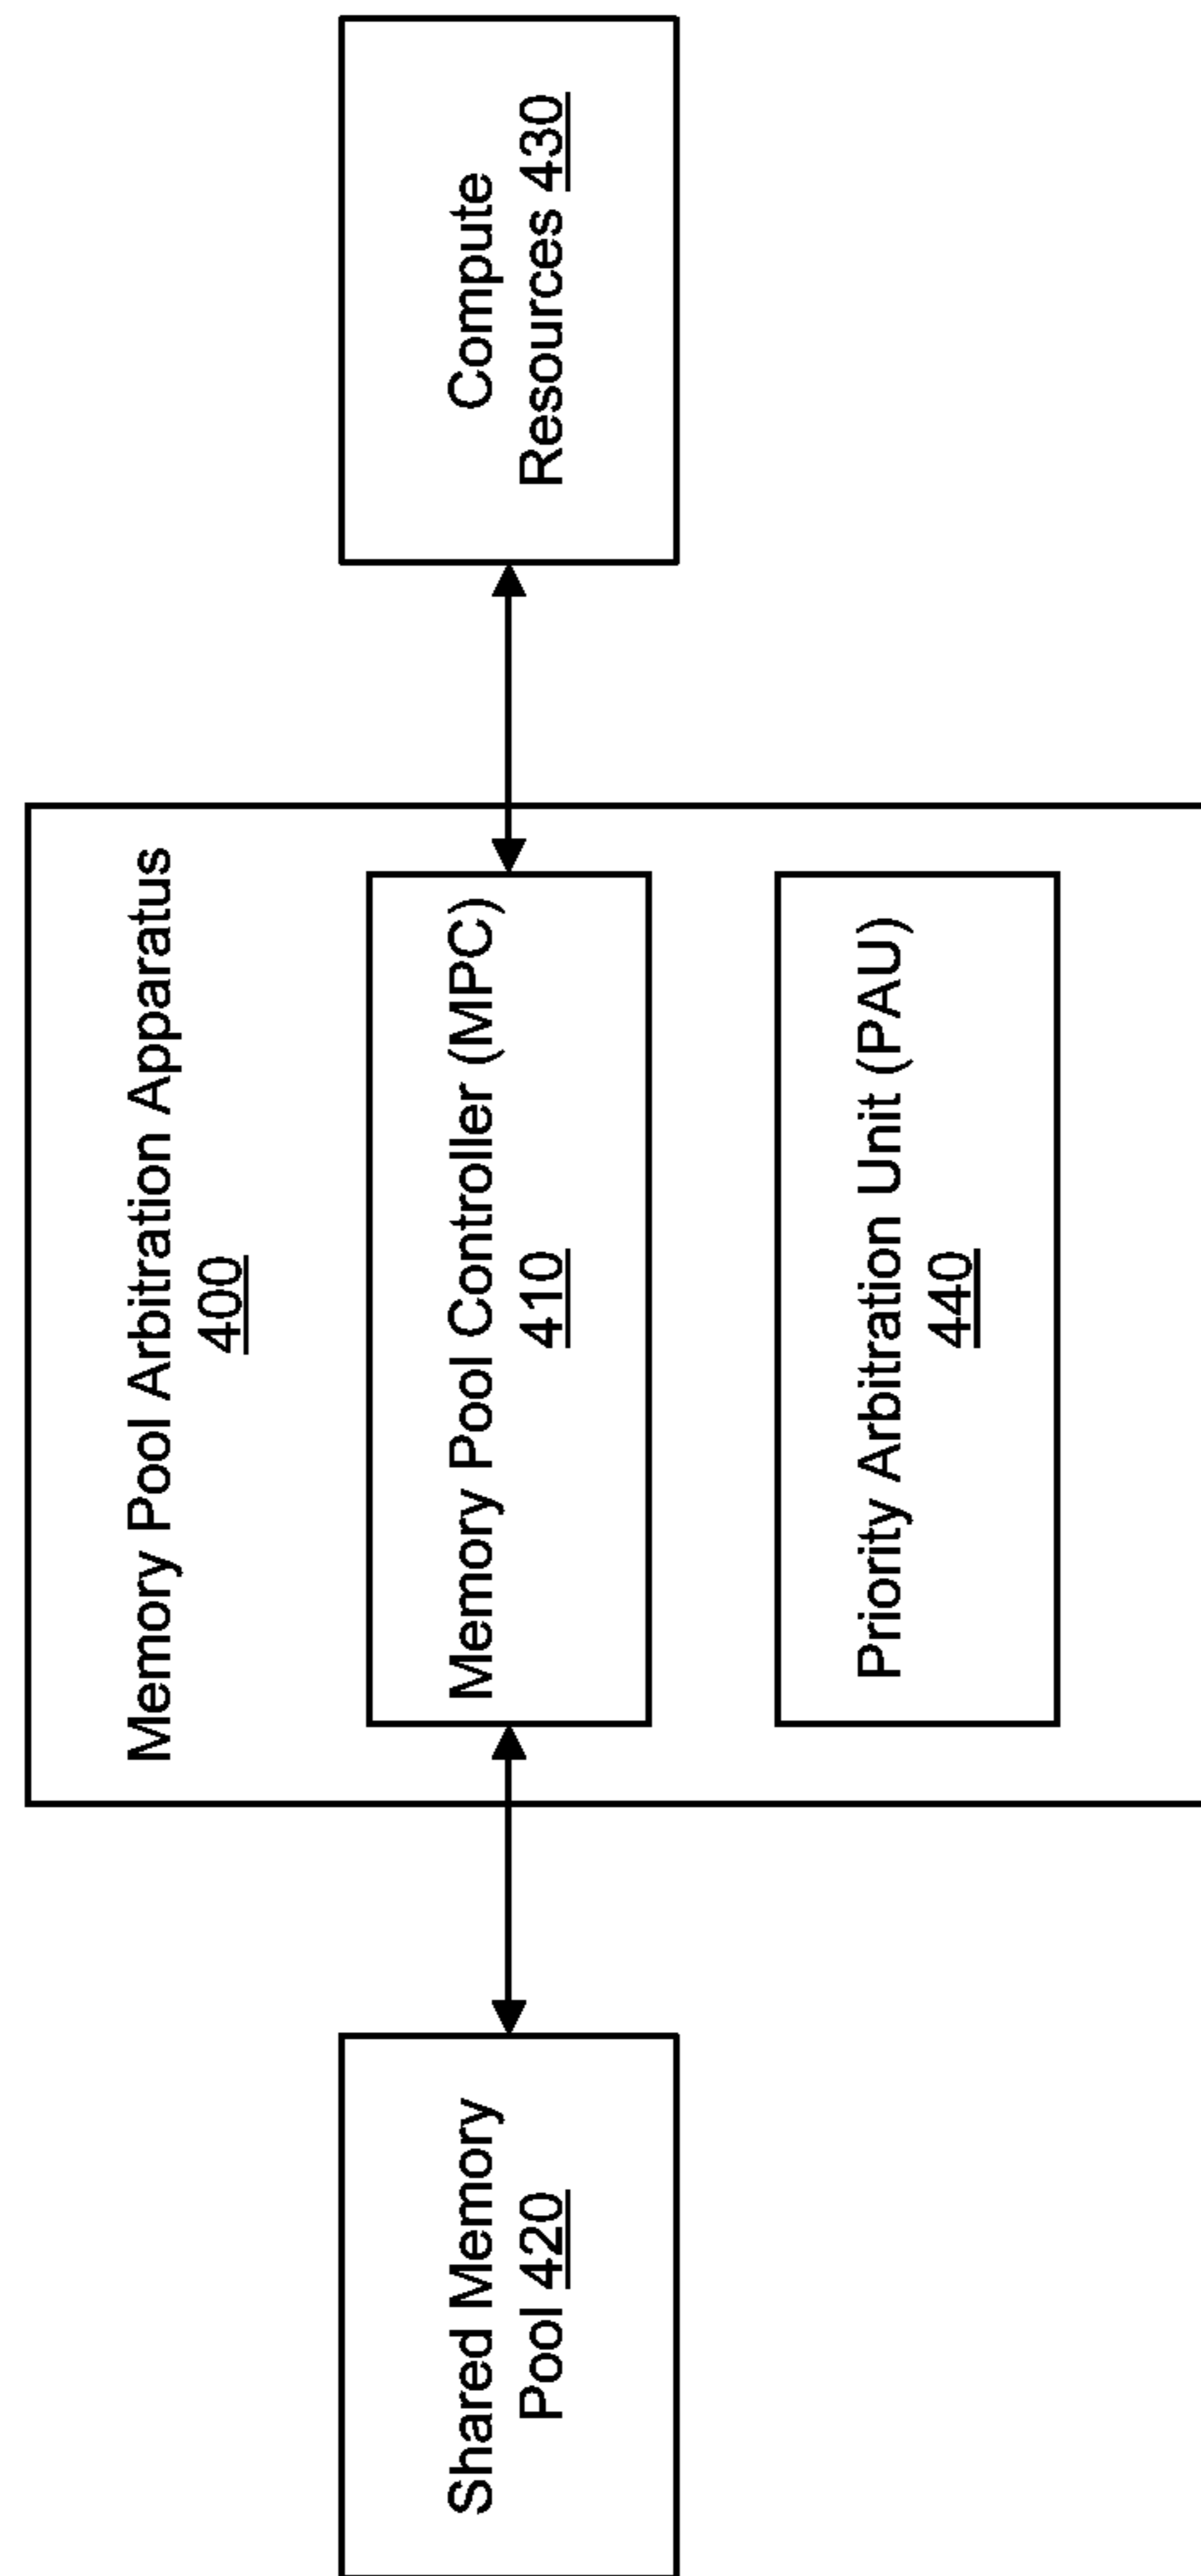 Memory Pool Arbitration Apparatus
400
Shared Memory
Pool 420
Memory Pool Controller (MPC)
410
Compute
Resources 430
Priority Arbitration Unit (PAU)
440